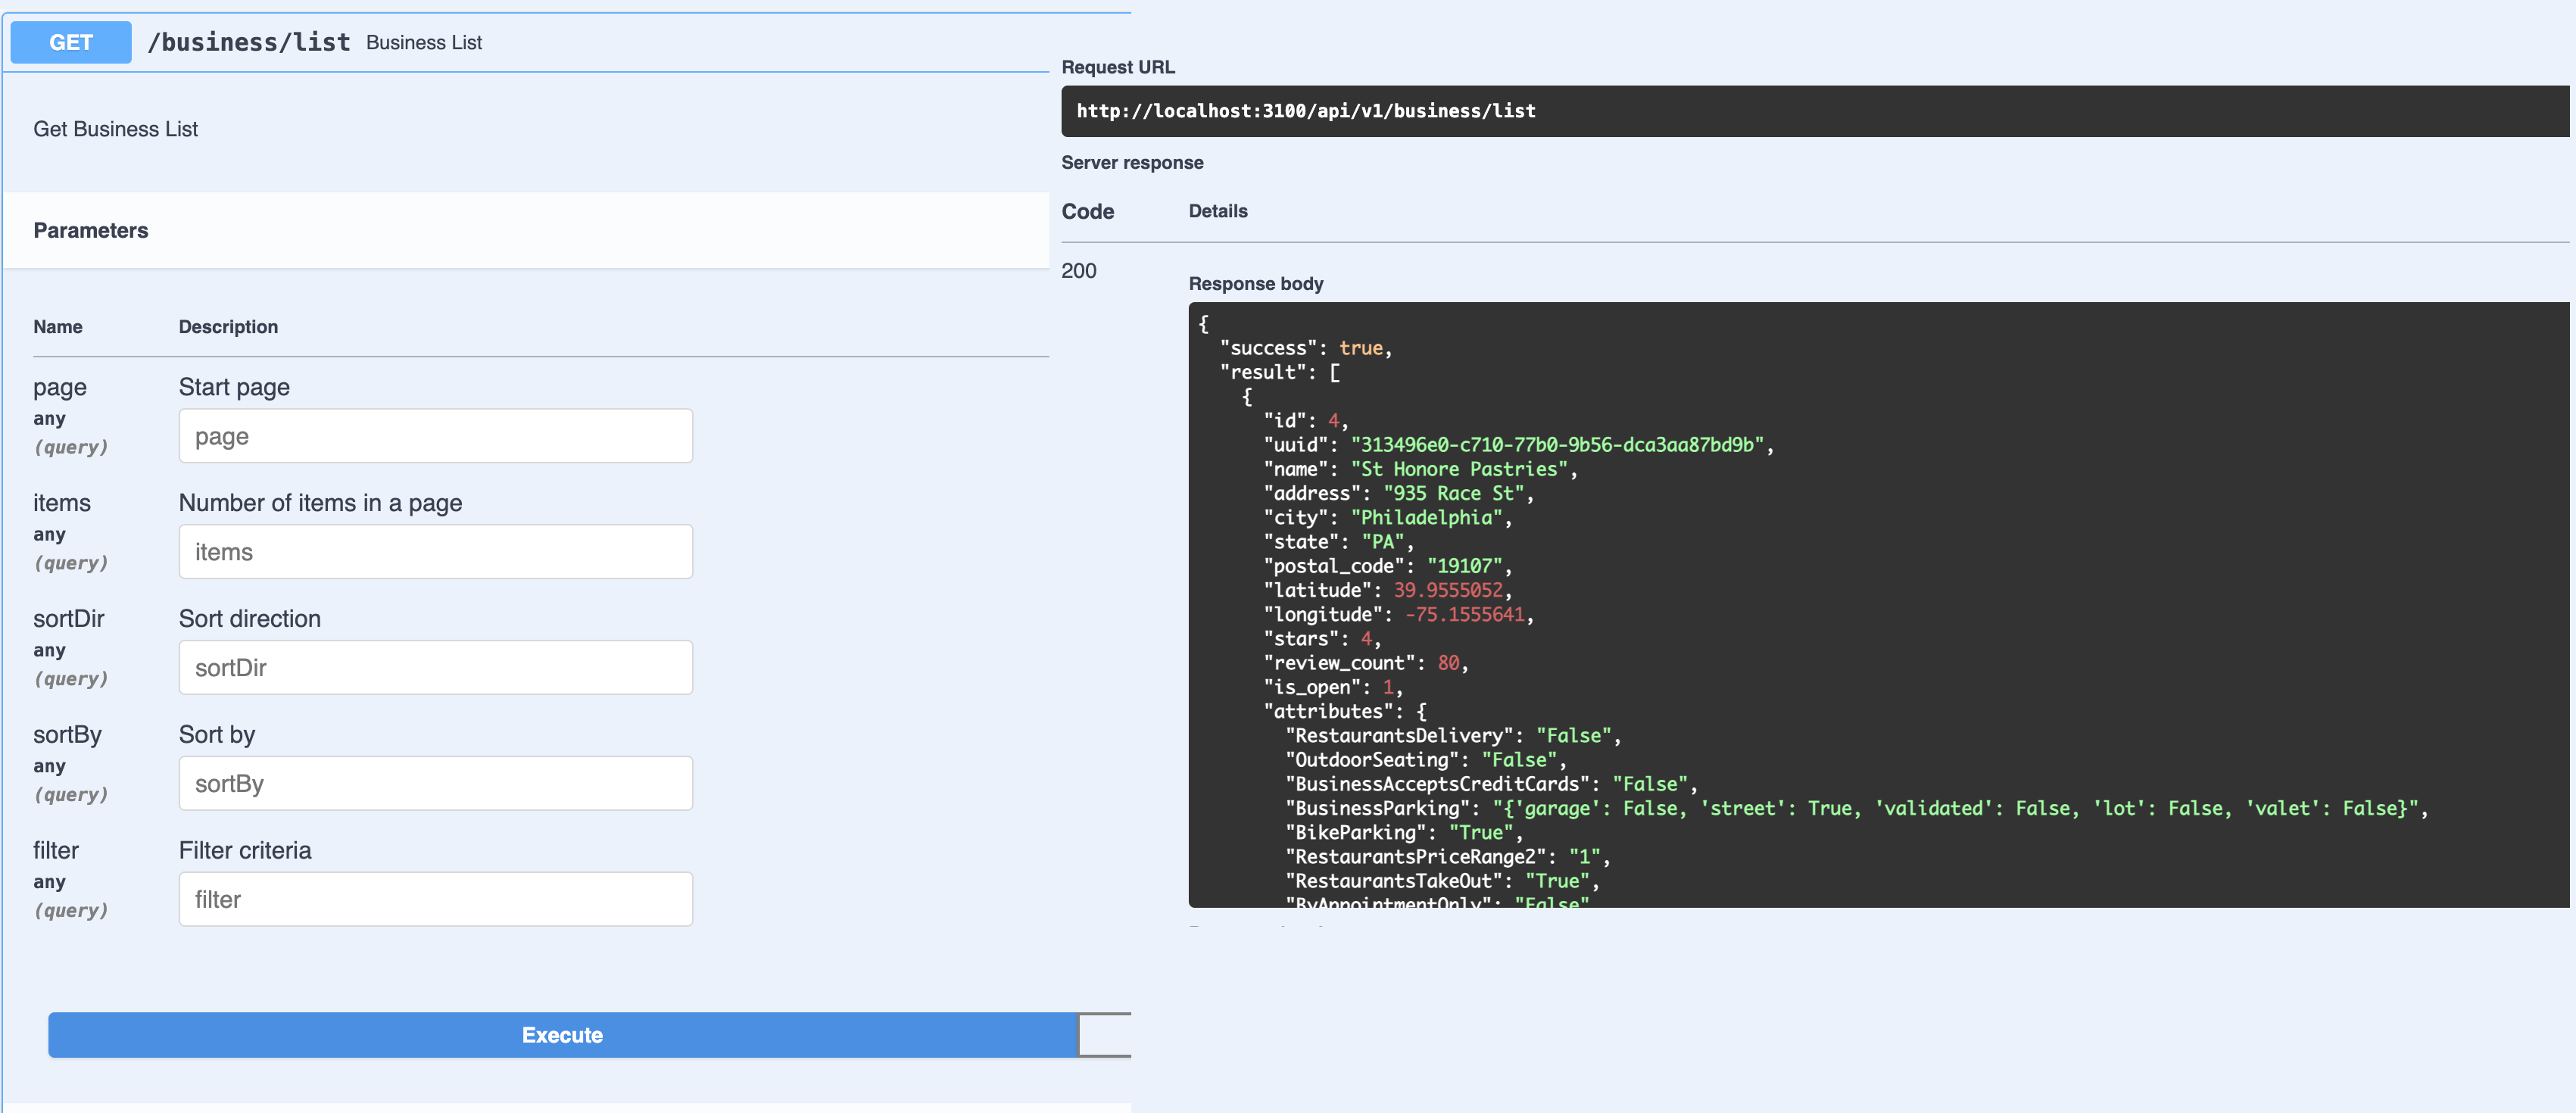 GET /business/list Business List
Get Business List
Parameters
Name Description
page Start page
any
(query)
page
items Number of items in a page
any
(query)
items
sortDir Sort direction
any
(query)
sortDir
sortBy Sort by
any
(query)
sortBy
filter Filter criteria
any
(query)
filter
Execute
Request URL
http://localhost:3100/api/v1/business/list
Server response
Code Details
200
Response body
{
"success": true,
"result": [
{
"id": 4,
"uuid": "313496e0-c710-77b0-9b56-dca3aa87bd9b",
"name": "St Honore Pastries",
"address": "935 Race St",
"city": "Philadelphia",
"state": "PA",
"postal_code": "19107",
"latitude": 39.9555052,
"longitude": -75.1555641,
"stars": 4,
"review_count": 80,
"is_open": 1,
"attributes": {
"RestaurantsDelivery": "False",
"OutdoorSeating": "False",
"BusinessAcceptsCreditCards": "False",
"BusinessParking": "{'garage': False, 'street': True, 'validated': False, 'lot': False, 'valet': False}",
"BikeParking": "True",
"RestaurantsPriceRange2": "1",
"RestaurantsTakeOut": "True",
"ByAppointmentOnly": "False"